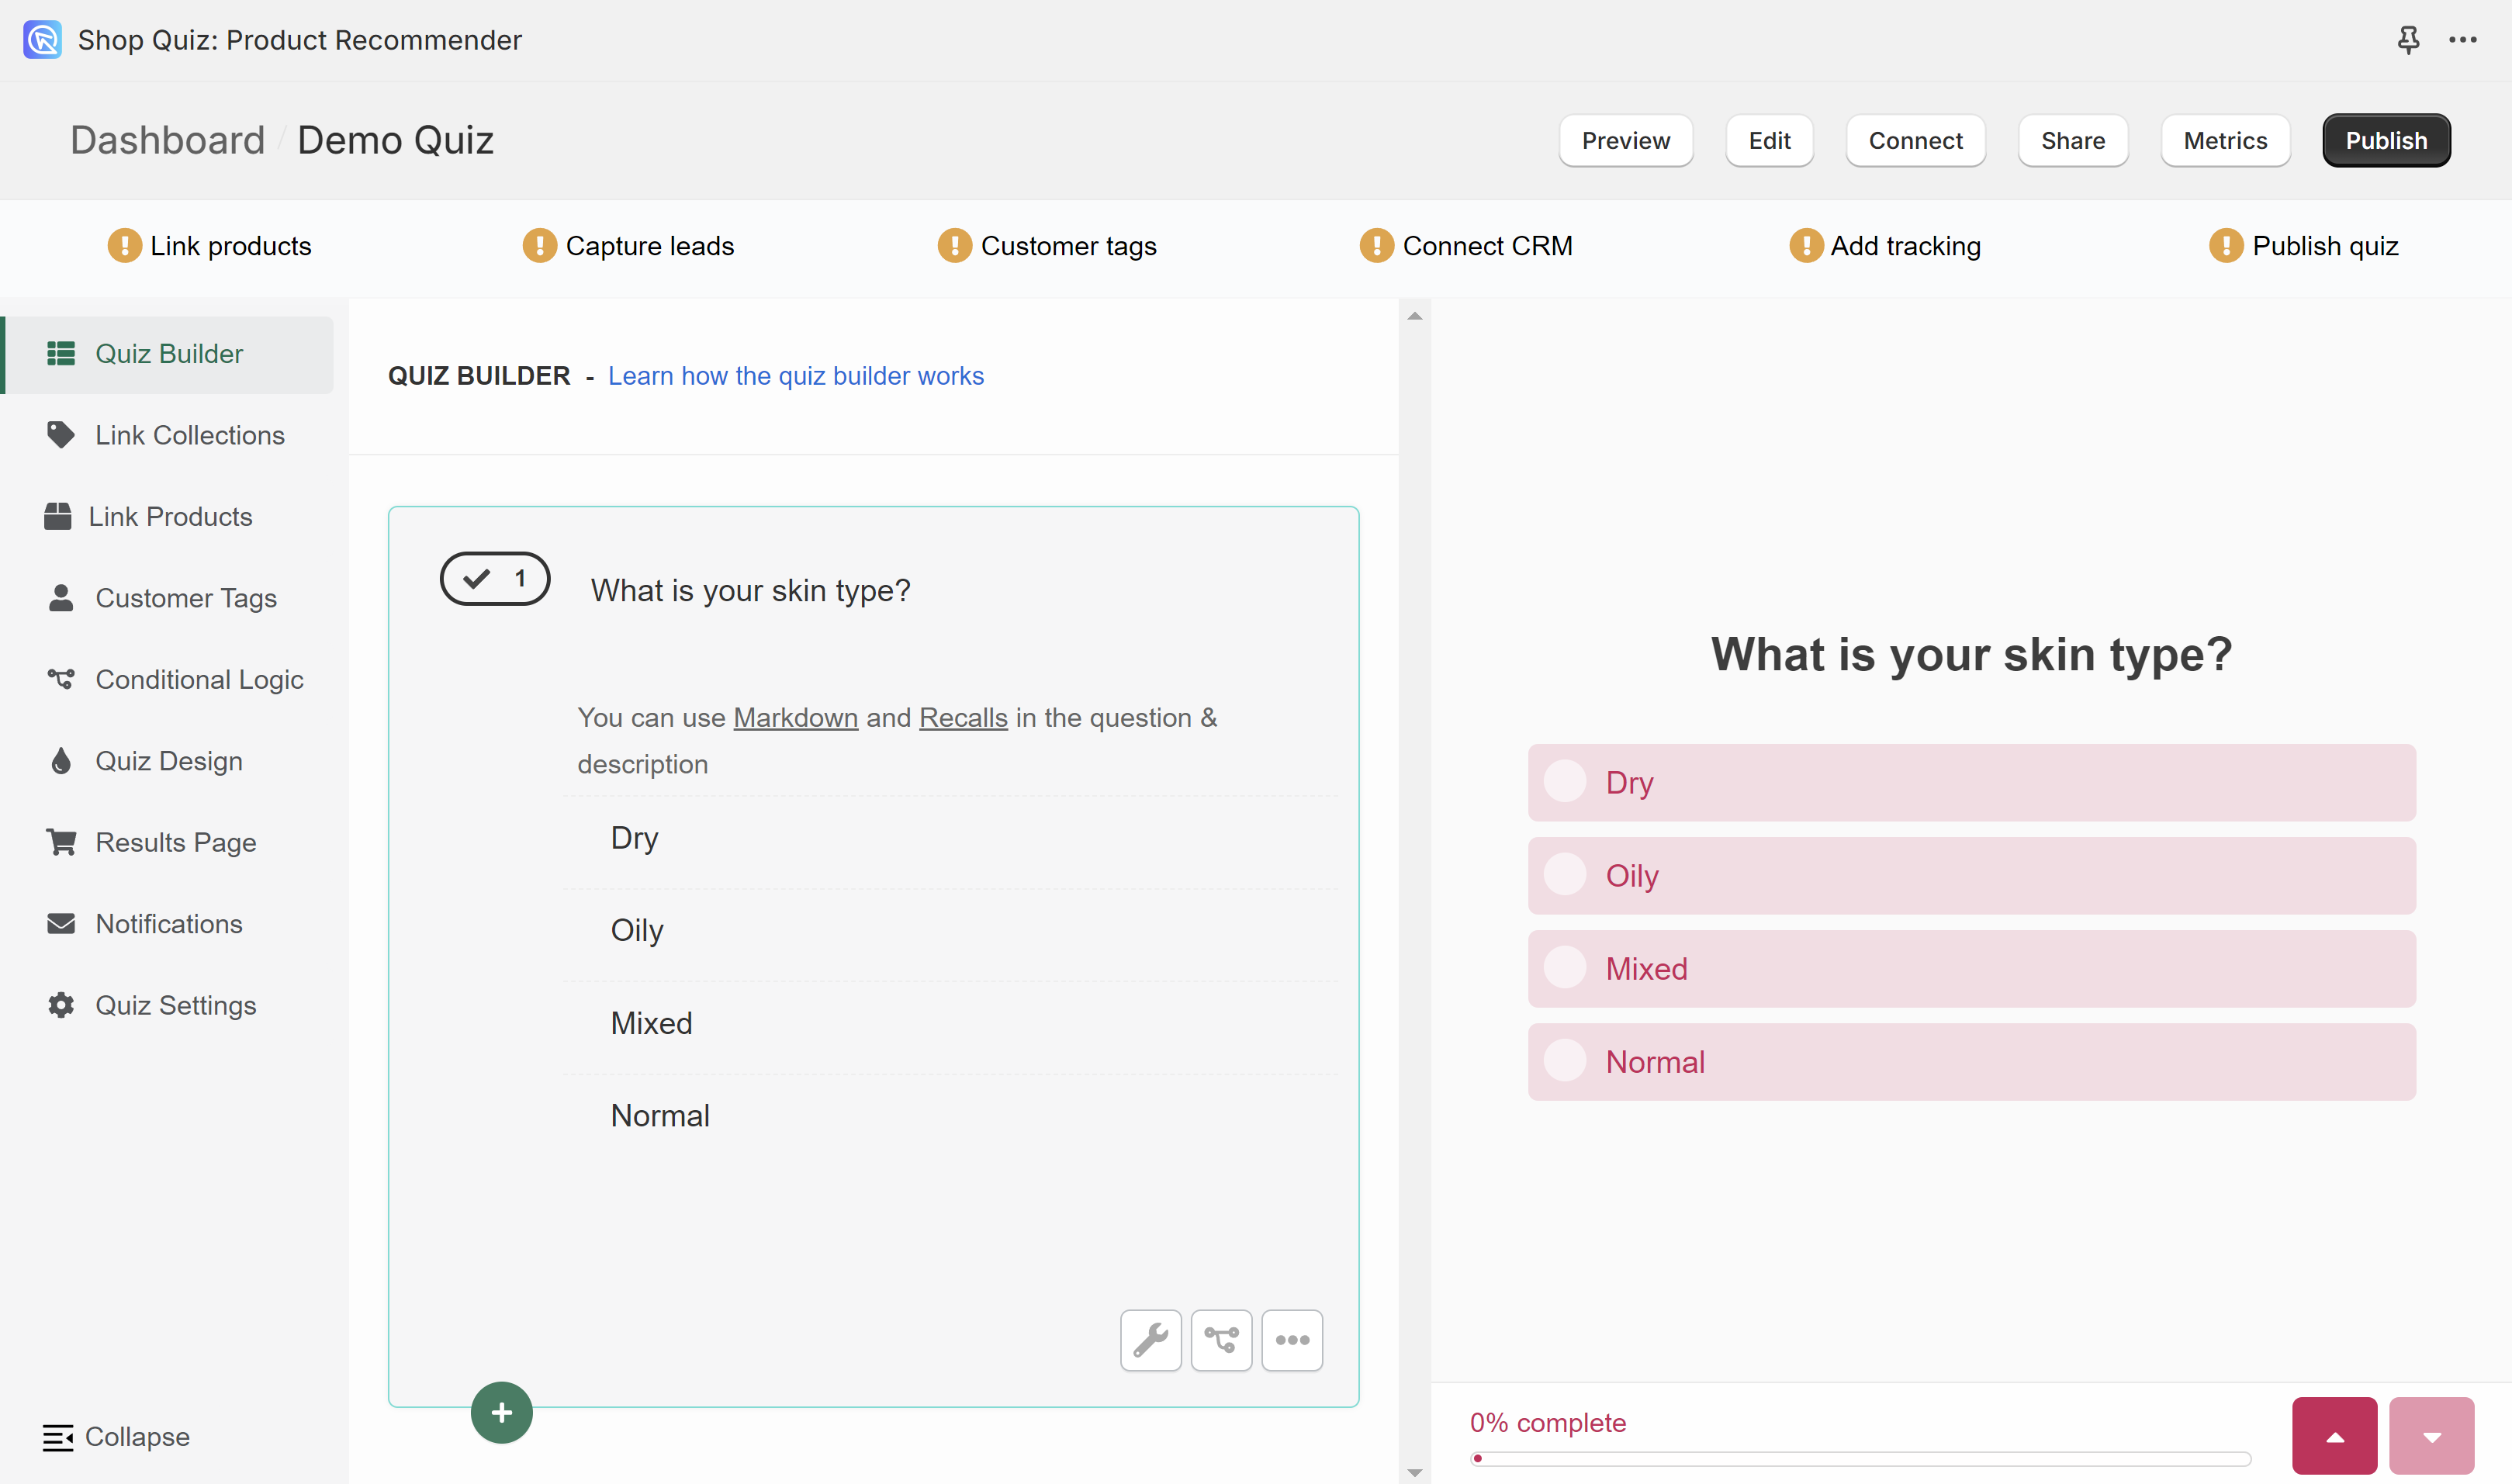 Shop Quiz: Product Recommender
Dashboard / Demo Quiz
Preview
Edit
Connect
Share
Metrics
Publish
Link products
Capture leads
Customer tags
Connect CRM
Add tracking
Publish quiz
Quiz Builder
Link Collections
Link Products
Customer Tags
Conditional Logic
Quiz Design
Results Page
Notifications
Quiz Settings
Collapse
QUIZ BUILDER - Learn how the quiz builder works
1
What is your skin type?
You can use Markdown and Recalls in the question &
description
Dry
Oily
Mixed
Normal
What is your skin type?
Dry
Oily
Mixed
Normal
0% complete